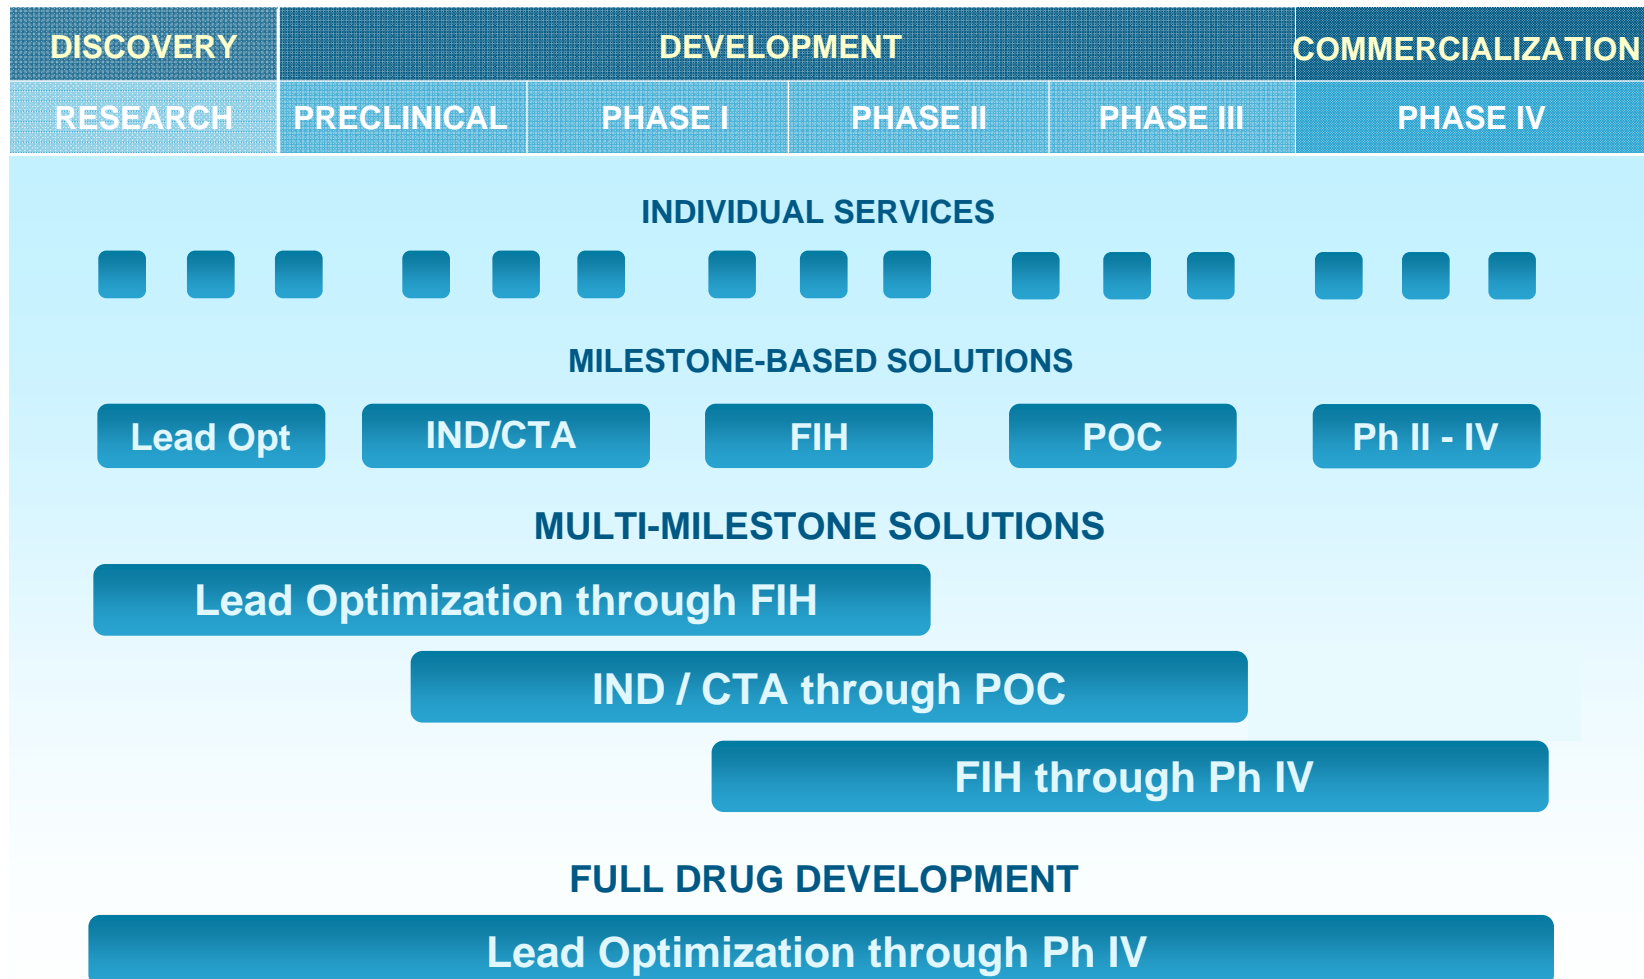 DISCOVERY
DEVELOPMENT
COMMERCIALIZATION
RESEARCH
PRECLINICAL
PHASE I
PHASE II
PHASE III
PHASE IV
INDIVIDUAL SERVICES
MILESTONE-BASED SOLUTIONS
Lead Opt
IND/CTA
FIH
POC
Ph II - IV
MULTI-MILESTONE SOLUTIONS
Lead Optimization through FIH
IND / CTA through POC
FIH through Ph IV
FULL DRUG DEVELOPMENT
Lead Optimization through Ph IV